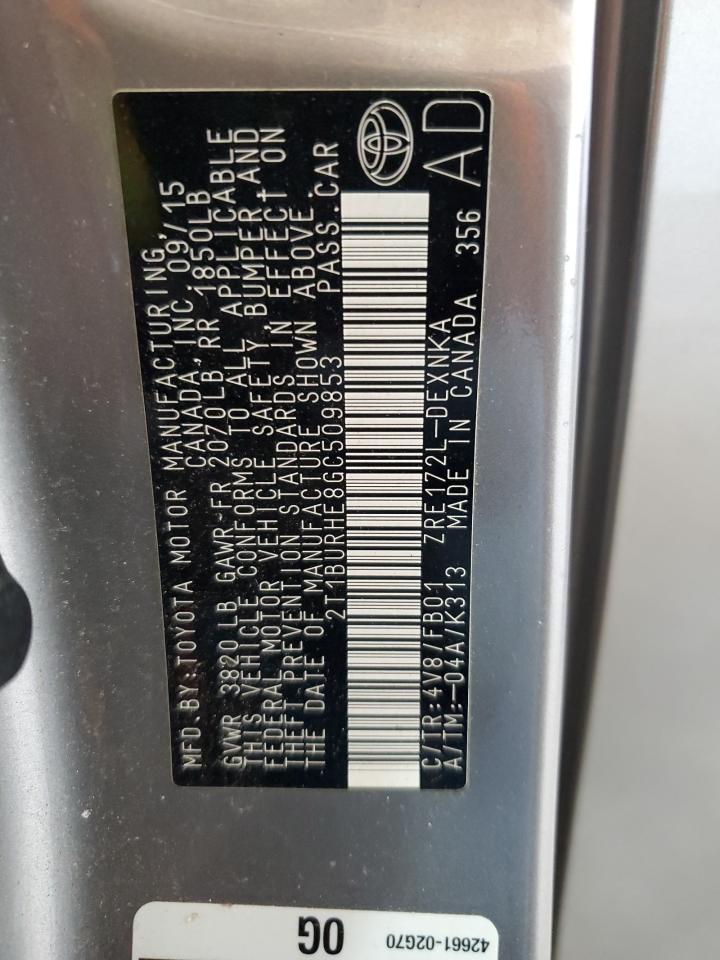 MFD.BY:TOYOTA MOTOR MANUFACTURING,
CANADA, INC 09/15
GVWR 3820 LB GAWR-FR 2070LB, RR 1850LB
THIS VEHICLE CONFORMS TO ALL APPLICABLE
FEDERAL MOTOR VEHICLE SAFETY, BUMPER AND
THEFT PREVENTION STANDARDS IN EFFECT ON
THE DATE OF MANUFACTURE SHOWN ABOVE.
2T1BURHE8GC509853 PASS.CAR
C/TR:4V8/FB01 ZRE172L-DEXNKA
A/TM:-04A/K313 MADE IN CANADA 356
AD
0G
42661-02G70